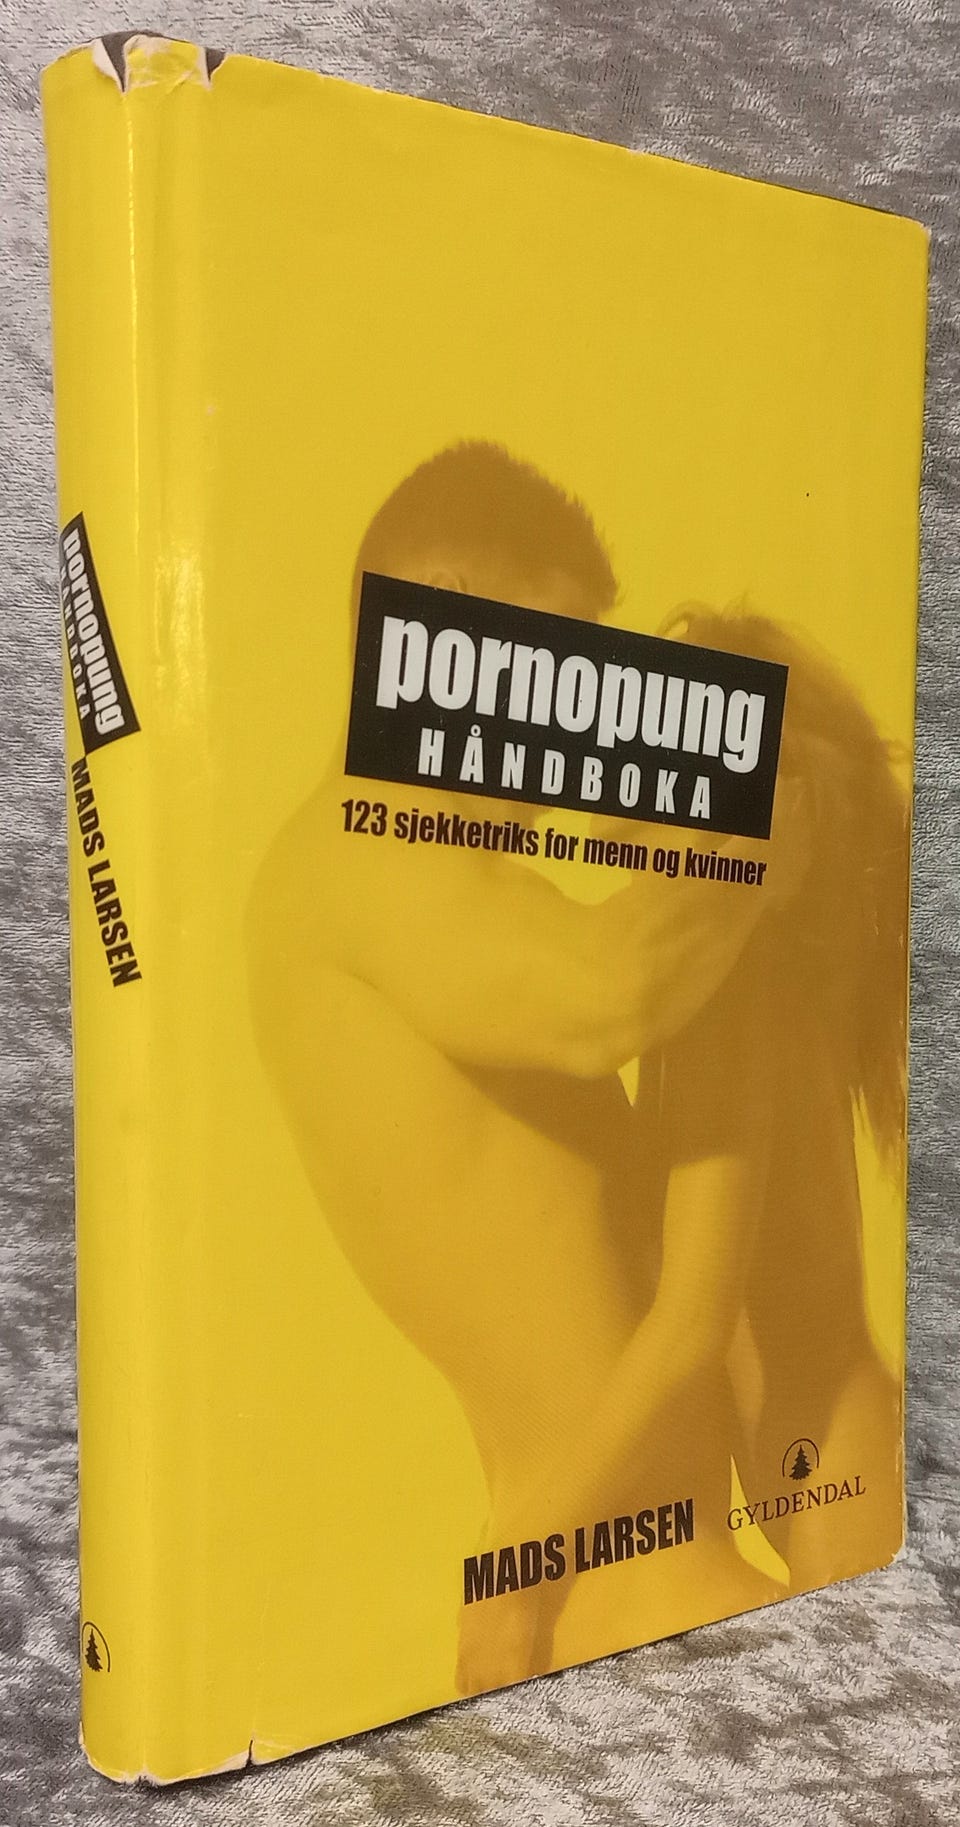 pornopung
HÅNDBOKA
MADS LARSEN
pornopung
HÅNDBOKA
123 sjekketriks for menn og kvinner
MADS LARSEN
GYLDENDAL